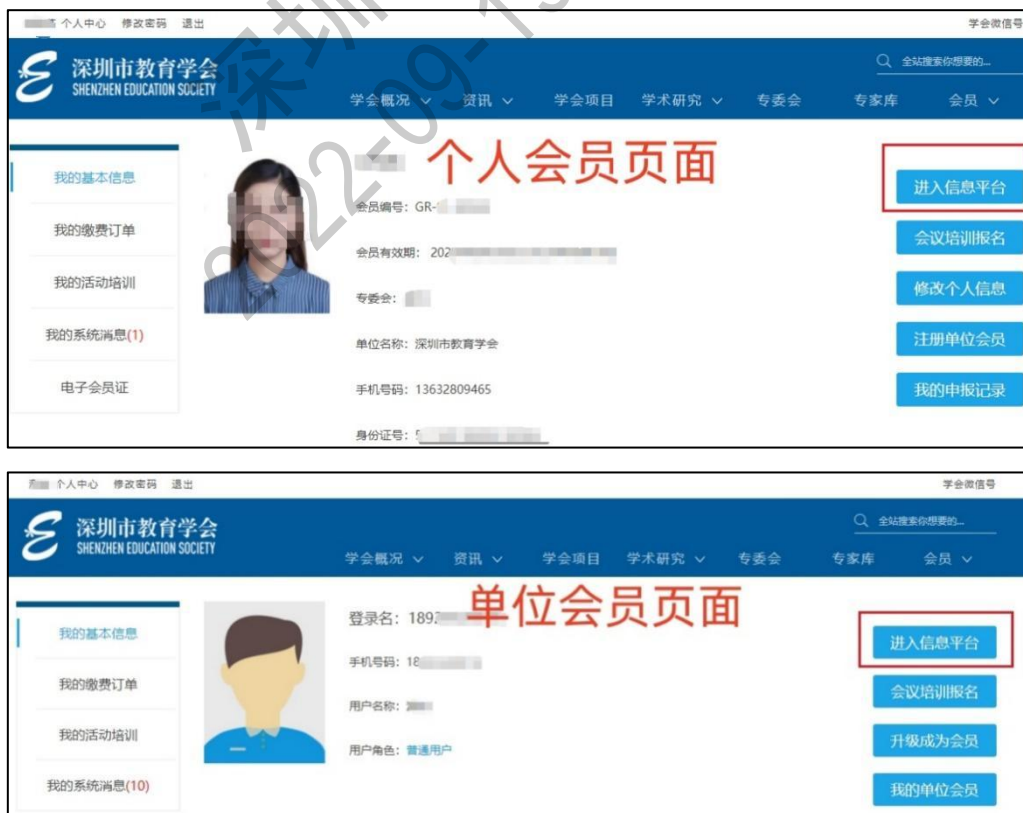 个人中心 修改密码 退出 学会微信号
深圳市教育学会
SHENZHEN EDUCATION SOCIETY
全站搜索你想要的...
学会概况 资讯 学会项目 学术研究 专委会 专家库 会员
个人会员页面
我的基本信息
我的缴费订单
我的活动培训
我的系统消息(1)
电子会员证
会员编号: GR-
会员有效期: 202
专委会:
单位名称: 深圳市教育学会
手机号码: 13632809465
身份证号:
进入信息平台
会议培训报名
修改个人信息
注册单位会员
我的申报记录
深圳
2022-09-15
个人中心 修改密码 退出 学会微信号
深圳市教育学会
SHENZHEN EDUCATION SOCIETY
全站搜索你想要的...
学会概况 资讯 学会项目 学术研究 专委会 专家库 会员
单位会员页面
我的基本信息
我的缴费订单
我的活动培训
我的系统消息(10)
登录名: 189
手机号码: 18
用户名称:
用户角色: 普通用户
进入信息平台
会议培训报名
升级成为会员
我的单位会员